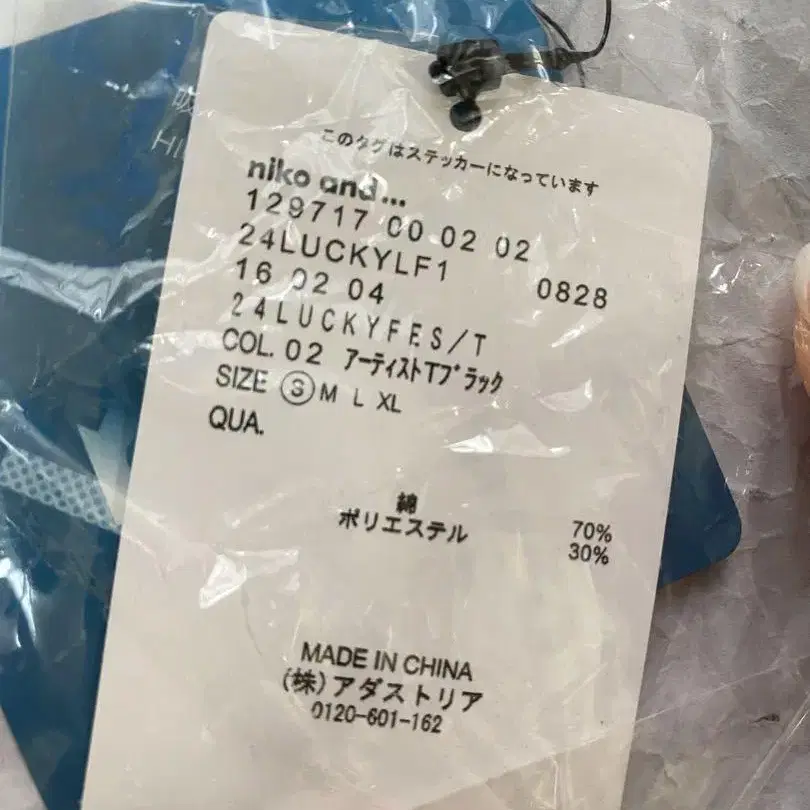 このタグはステッカーになっています
niko and...
129717 00 02 02
24LUCKYLF1 0828
16 02 04
24LUCKYFES/T
COL. 02 アーティストTブラック
SIZE Ⓢ M L XL
QUA.
綿 70%
ポリエステル 30%
MADE IN CHINA
(株)アダストリア
0120-601-162